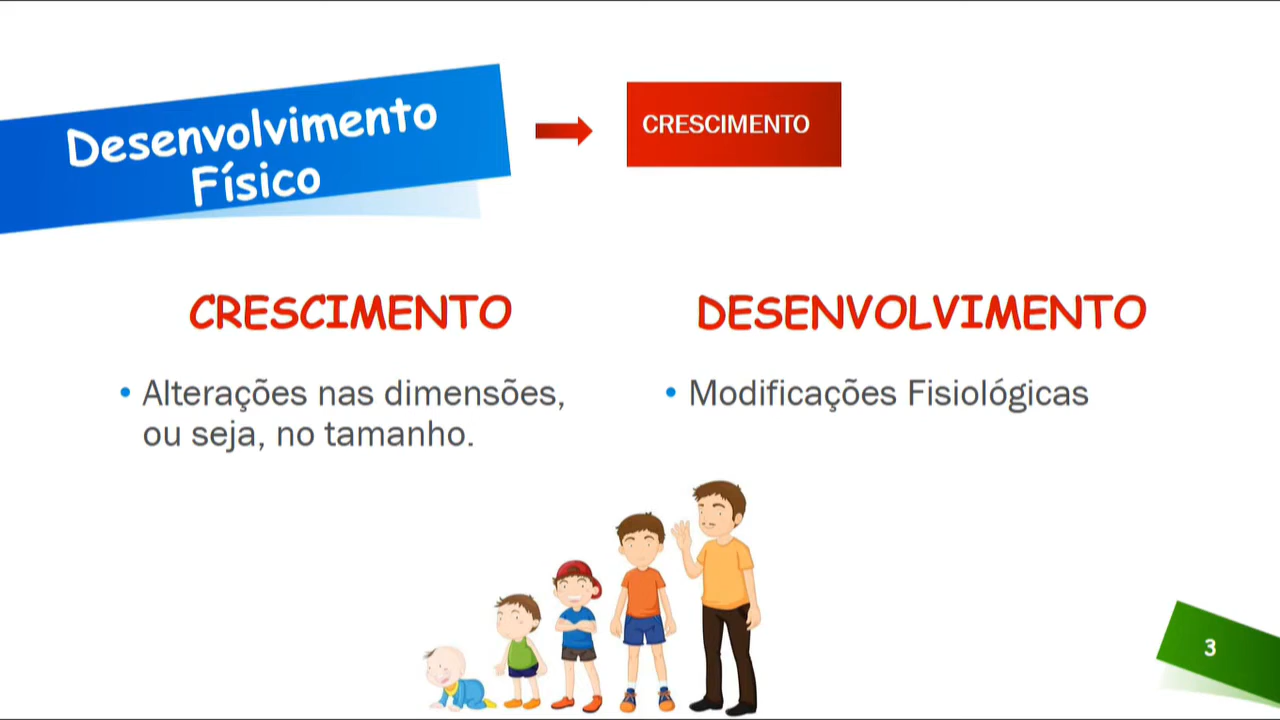 Desenvolvimento
Físico
CRESCIMENTO
CRESCIMENTO
• Alterações nas dimensões,
ou seja, no tamanho.
DESENVOLVIMENTO
• Modificações Fisiológicas
3